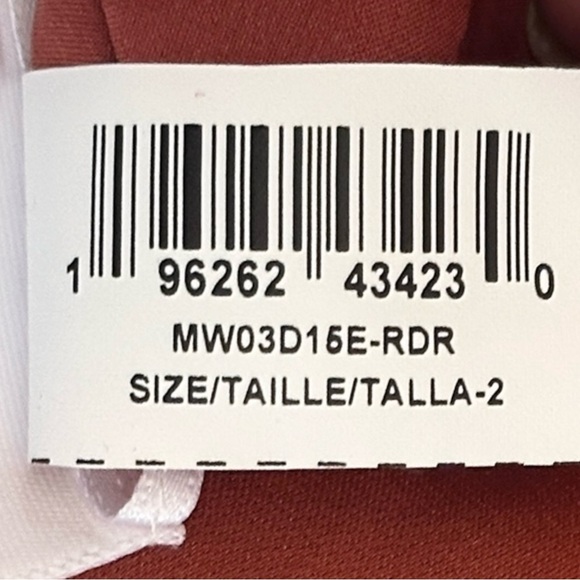 1 96262 43423 0
MW03D15E-RDR
SIZE/TAILLE/TALLA-2